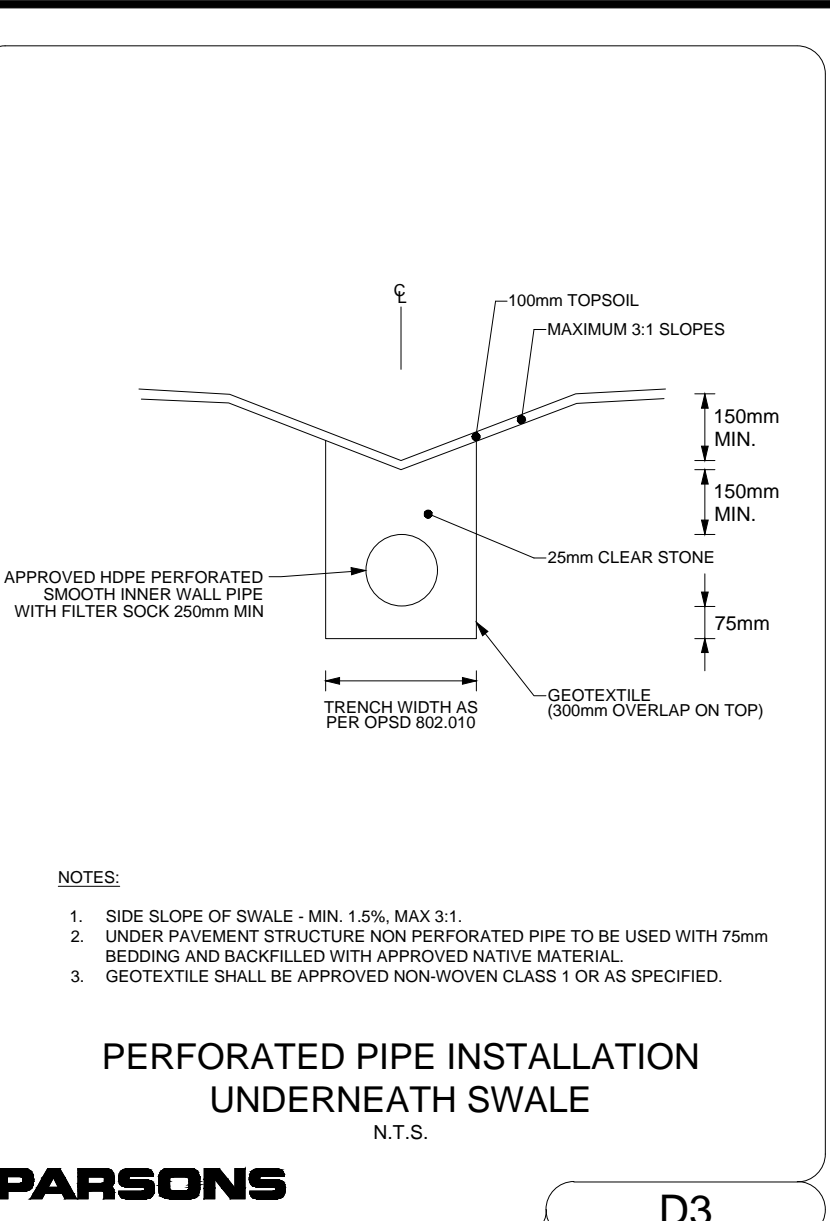 ℄
100mm TOPSOIL
MAXIMUM 3:1 SLOPES
150mm
MIN.
150mm
MIN.
25mm CLEAR STONE
APPROVED HDPE PERFORATED
SMOOTH INNER WALL PIPE
WITH FILTER SOCK 250mm MIN
75mm
TRENCH WIDTH AS
PER OPSD 802.010
GEOTEXTILE
(300mm OVERLAP ON TOP)
NOTES:
1. SIDE SLOPE OF SWALE - MIN. 1.5%, MAX 3:1.
2. UNDER PAVEMENT STRUCTURE NON PERFORATED PIPE TO BE USED WITH 75mm
BEDDING AND BACKFILLED WITH APPROVED NATIVE MATERIAL.
3. GEOTEXTILE SHALL BE APPROVED NON-WOVEN CLASS 1 OR AS SPECIFIED.
PERFORATED PIPE INSTALLATION
UNDERNEATH SWALE
N.T.S.
PARSONS
D3